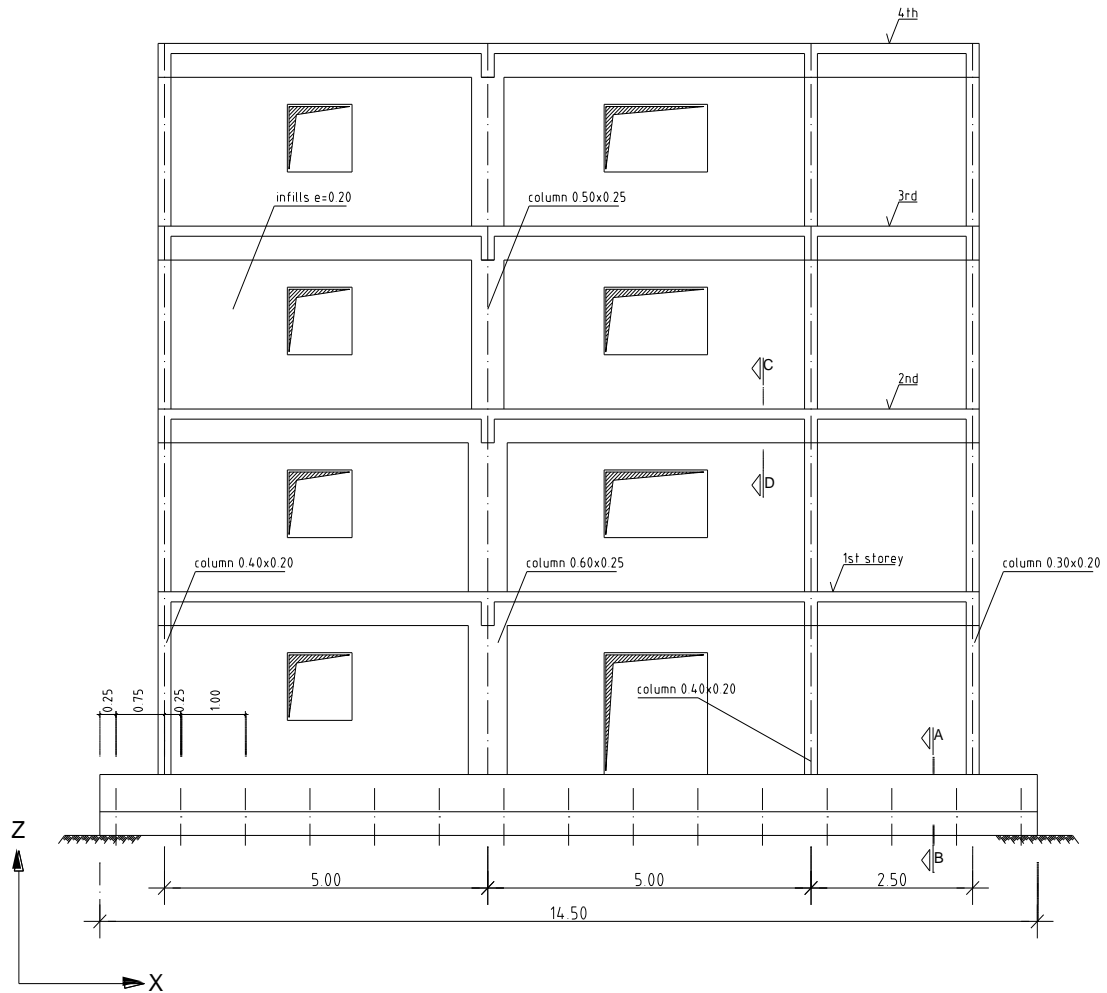 4th
infills e=0.20
column 0.50x0.25
3rd
C
2nd
D
column 0.40x0.20
column 0.60x0.25
1st storey
column 0.30x0.20
0.25
0.75
0.25
1.00
column 0.40x0.20
A
B
Z
5.00
5.00
2.50
14.50
X